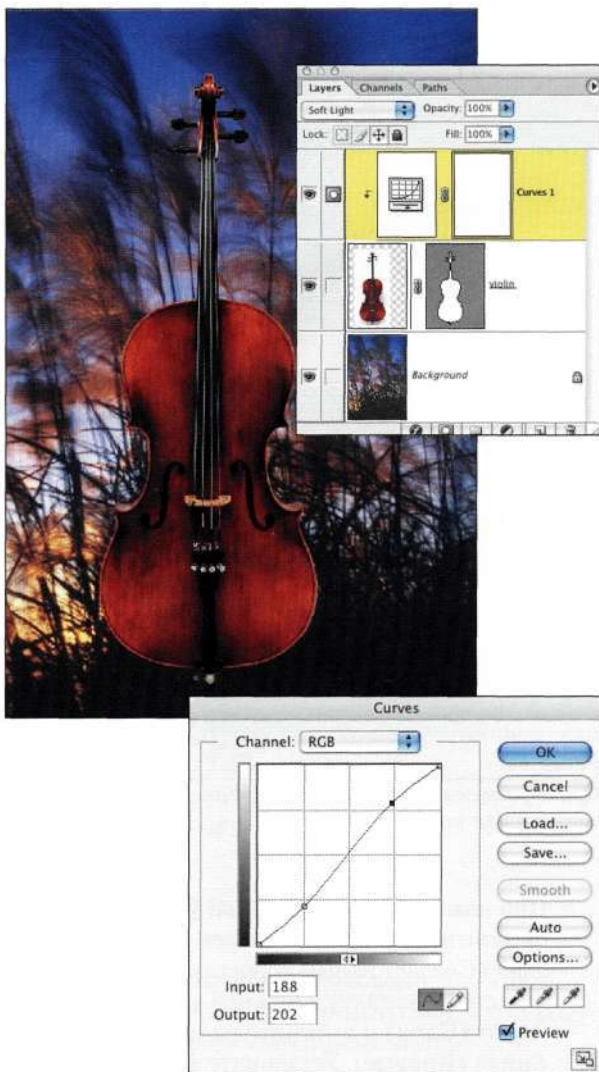 Layers Channels Paths
Soft Light Opacity: 100%
Lock: Fill: 100%
Curves 1
violin
Background
Curves
Channel: RGB
OK
Cancel
Load...
Save...
Smooth
Auto
Options...
Input: 188
Output: 202
Preview